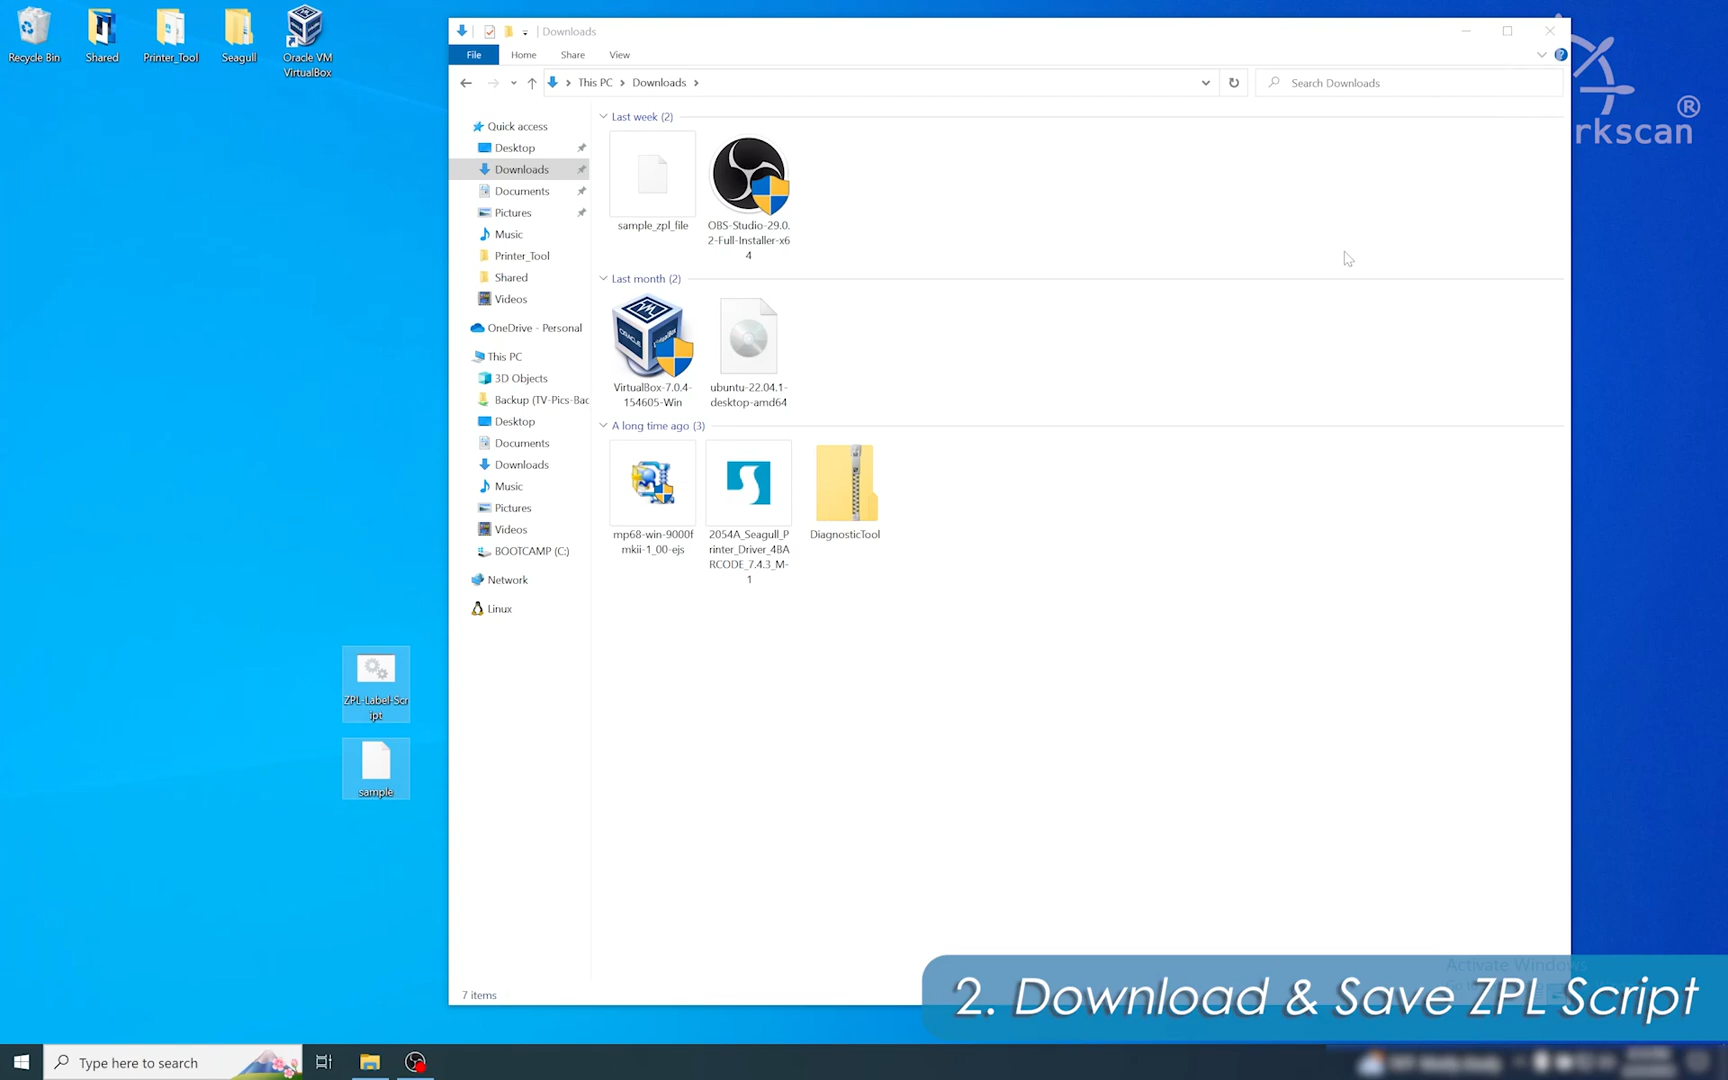 Recycle Bin
Shared
Printer_Tool
Seagull
Oracle VM
VirtualBox
Downloads
File
Home
Share
View
This PC
Downloads
Search Downloads
rkscan
®
Quick access
Desktop
Downloads
Documents
Pictures
Music
Printer_Tool
Shared
Videos
OneDrive - Personal
This PC
3D Objects
Backup (TV-Pics-Bac
Desktop
Documents
Downloads
Music
Pictures
Videos
BOOTCAMP (C:)
Network
Linux
Last week (2)
sample_zpl_file
OBS-Studio-29.0.
2-Full-Installer-x6
4
Last month (2)
VirtualBox-7.0.4-
154605-Win
ubuntu-22.04.1-
desktop-amd64
A long time ago (3)
mp68-win-9000f
mkii-1_00-ejs
2054A_Seagull_P
rinter_Driver_4BA
RCODE_7.4.3_M-
1
DiagnosticTool
ZPL-Label-Scr
ipt
sample
7 items
Activate Windows
2. Download & Save ZPL Script
Type here to search